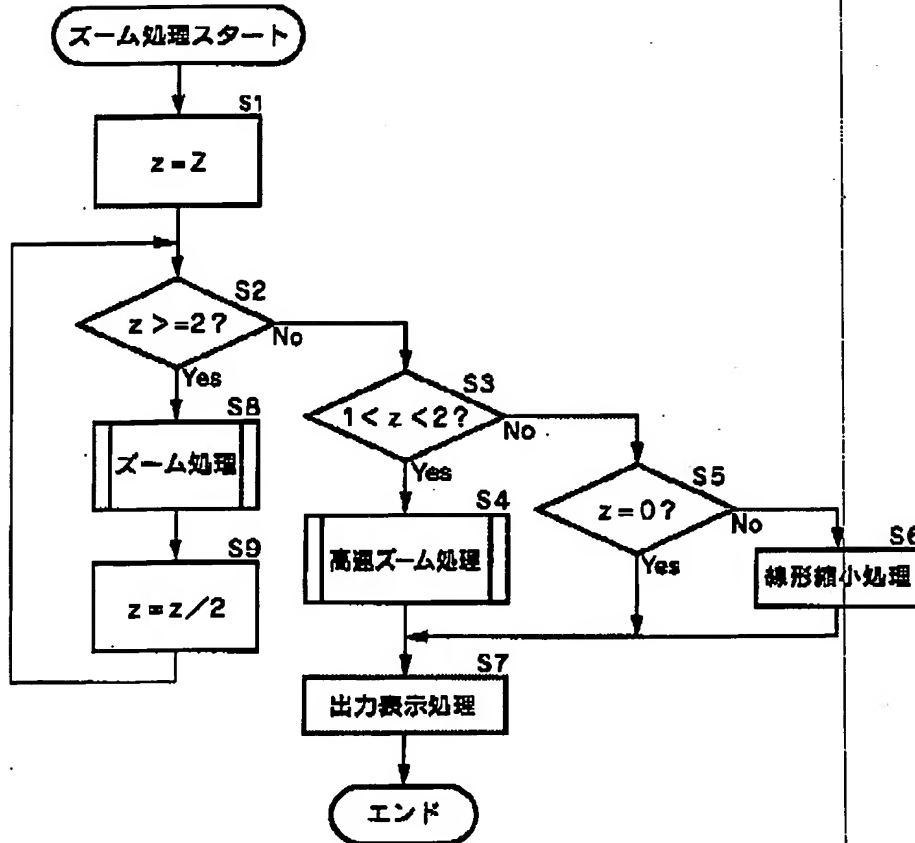 ズーム処理スタート
S1
z=Z
S2
z>=2?
No
Yes
S3
1<z<2?
No
Yes
S8
ズーム処理
S4
高速ズーム処理
S5
z=0?
No
Yes
S6
線形縮小処理
S9
z=z/2
S7
出力表示処理
エンド